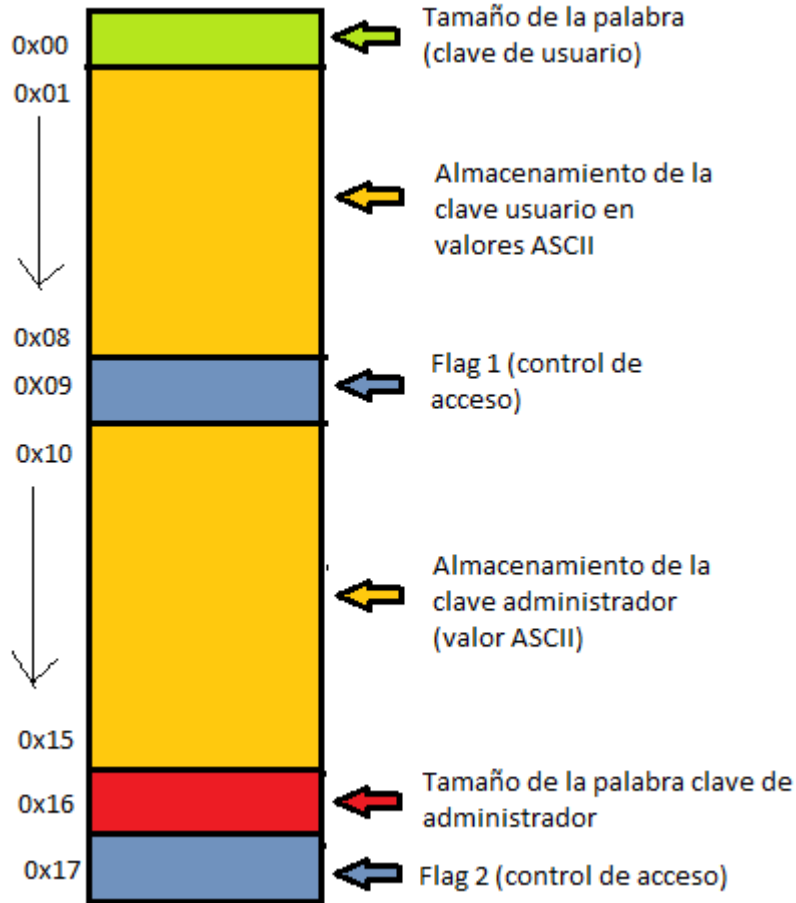 0x00
Tamaño de la palabra
(clave de usuario)
0x01
Almacenamiento de la
clave usuario en
valores ASCII
0x08
0X09
Flag 1 (control de
acceso)
0x10
Almacenamiento de la
clave administrador
(valor ASCII)
0x15
0x16
Tamaño de la palabra clave de
administrador
0x17
Flag 2 (control de acceso)